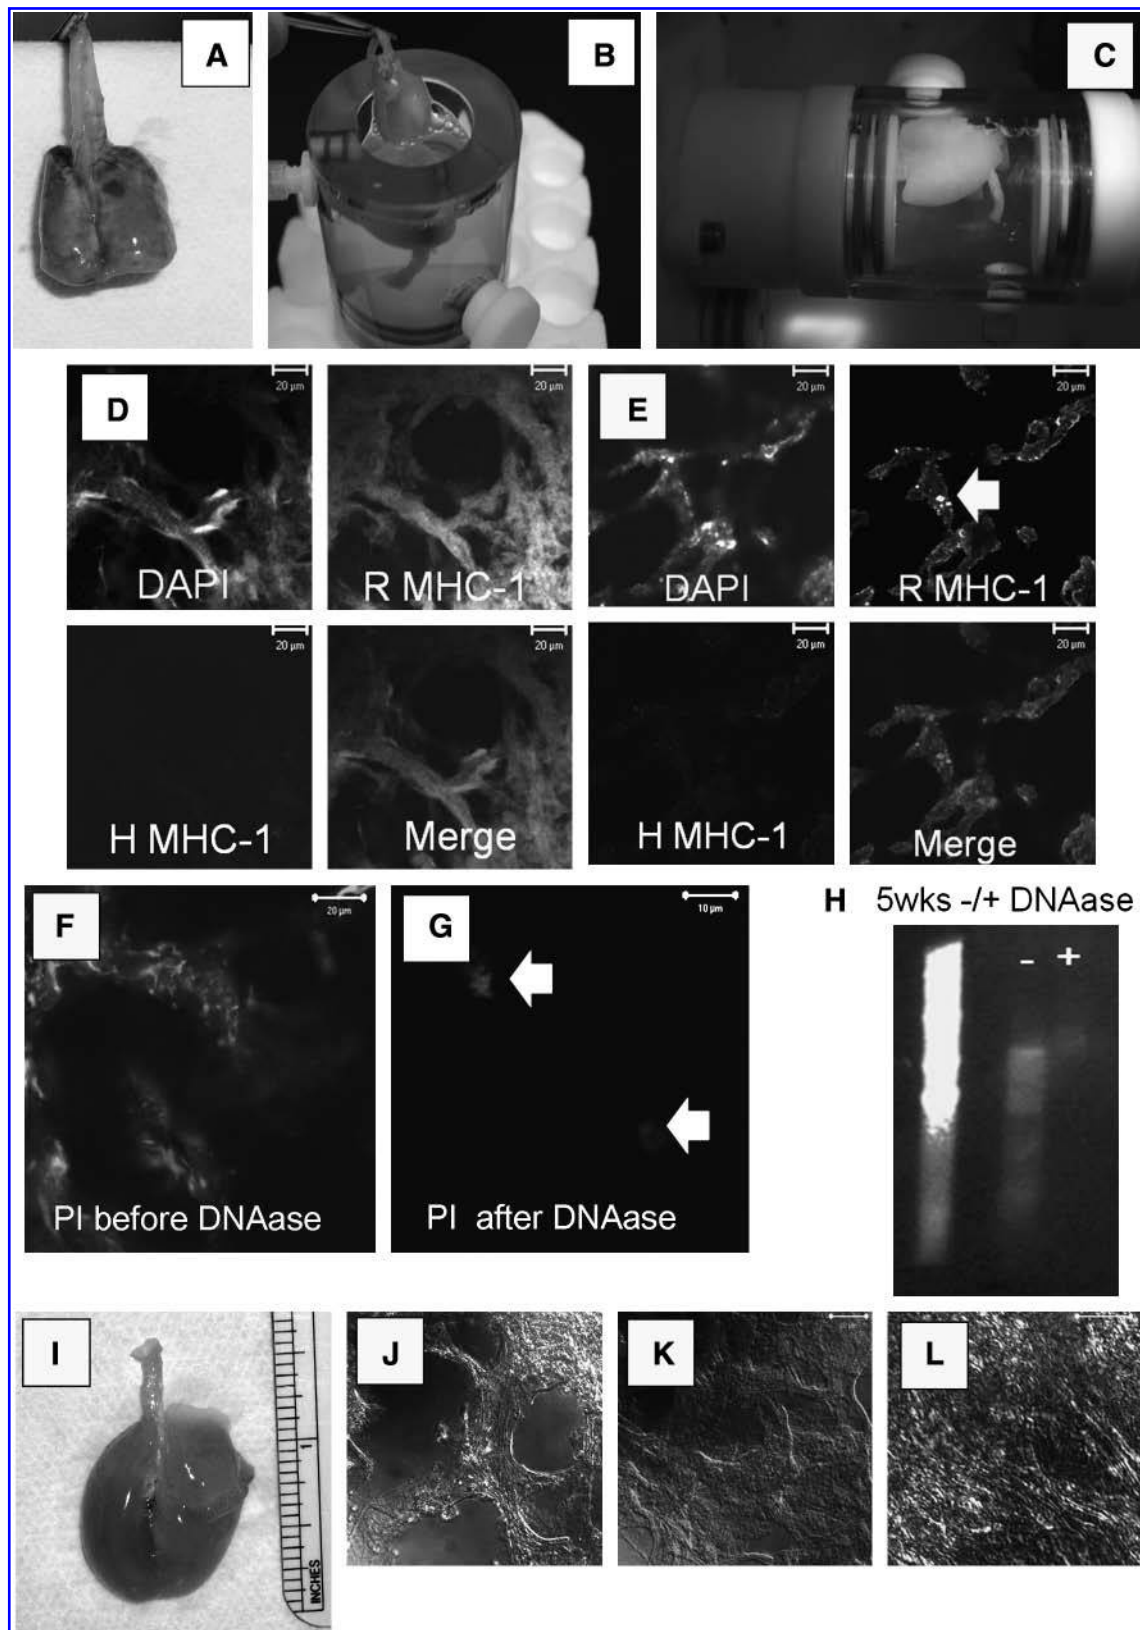 A
B
C
D
20 µm
20 µm
E
20 µm
20 µm
DAPI
R MHC-1
DAPI
R MHC-1
20 µm
20 µm
20 µm
20 µm
H MHC-1
Merge
H MHC-1
Merge
F
20 µm
G
10 µm
H 5wks -/+ DNAase
- +
PI before DNAase
PI after DNAase
I
1
INCHES
J
K
L